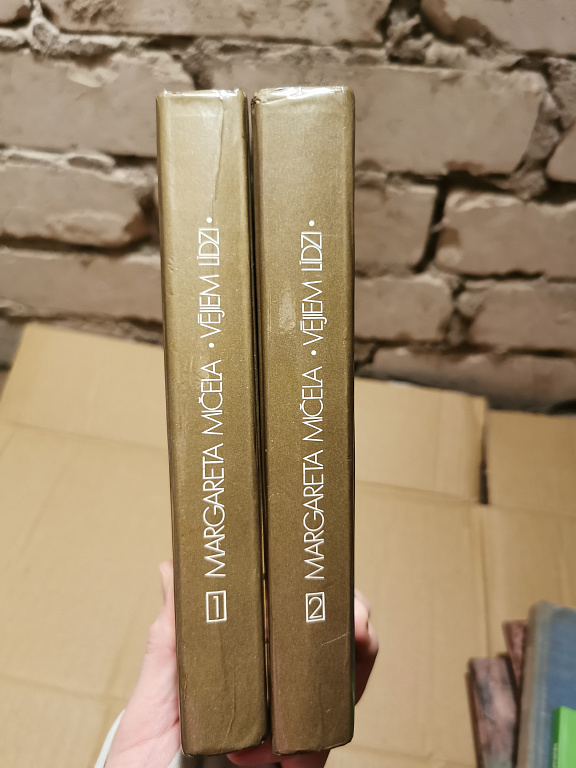 1 MARGARETA MIČELA • VĒJIEM LĪDZI •
2 MARGARETA MIČELA • VĒJIEM LĪDZI •